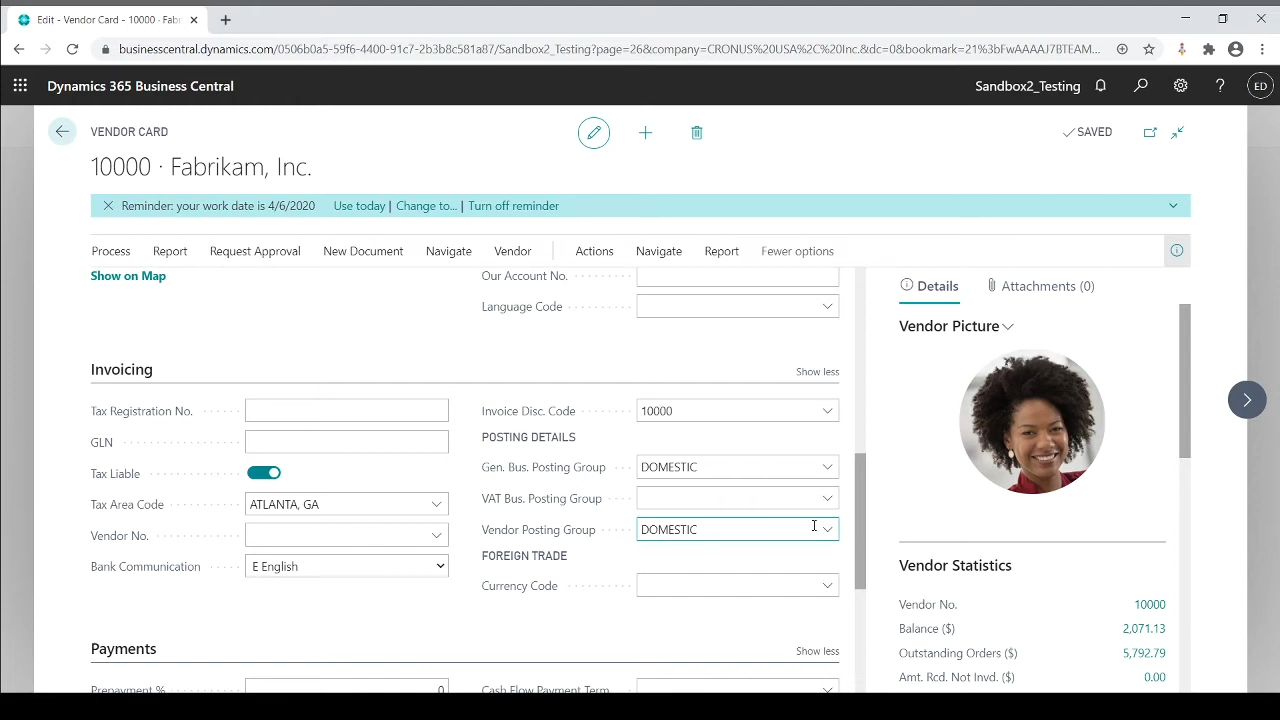 Edit - Vendor Card - 10000 · Fab
businesscentral.dynamics.com/0506b0a5-59f6-4400-91c7-2b3b8c581a87/Sandbox2_Testing?page=26&company=CRONUS%20USA%2C%20Inc.&dc=0&bookmark=21%3bFwAAAAJ7BTEAM...
Dynamics 365 Business Central
Sandbox2_Testing
ED
VENDOR CARD
SAVED
10000 · Fabrikam, Inc.
Reminder: your work date is 4/6/2020 Use today | Change to... | Turn off reminder
Process Report Request Approval New Document Navigate Vendor Actions Navigate Report Fewer options
Show on Map
Our Account No.
Language Code
Invoicing
Show less
Tax Registration No.
GLN
Tax Liable
Tax Area Code ATLANTA, GA
Vendor No.
Bank Communication E English
Invoice Disc. Code 10000
POSTING DETAILS
Gen. Bus. Posting Group DOMESTIC
VAT Bus. Posting Group
Vendor Posting Group DOMESTIC
FOREIGN TRADE
Currency Code
Payments
Show less
Prepayment % 0
Cash Flow Payment Term
Details Attachments (0)
Vendor Picture
Vendor Statistics
Vendor No. 10000
Balance ($) 2,071.13
Outstanding Orders ($) 5,792.79
Amt. Rcd. Not Invd. ($) 0.00